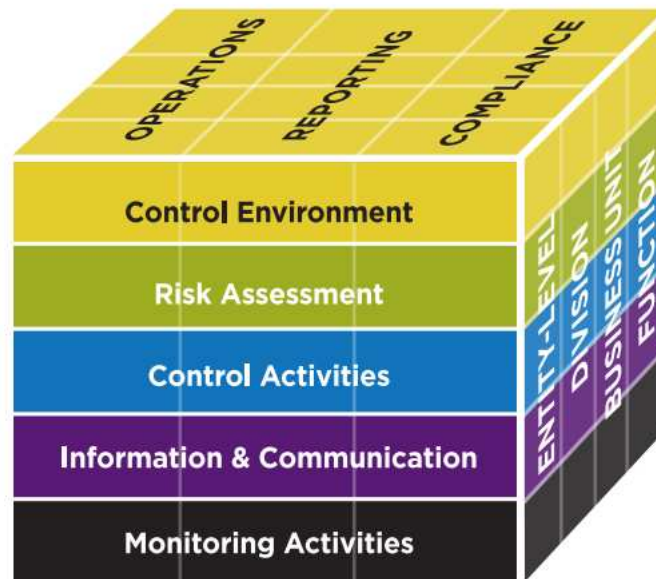 OPERATIONS
REPORTING
COMPLIANCE
Control Environment
Risk Assessment
Control Activities
Information & Communication
Monitoring Activities
ENTITY-LEVEL
DIVISION
BUSINESS UNIT
FUNCTION